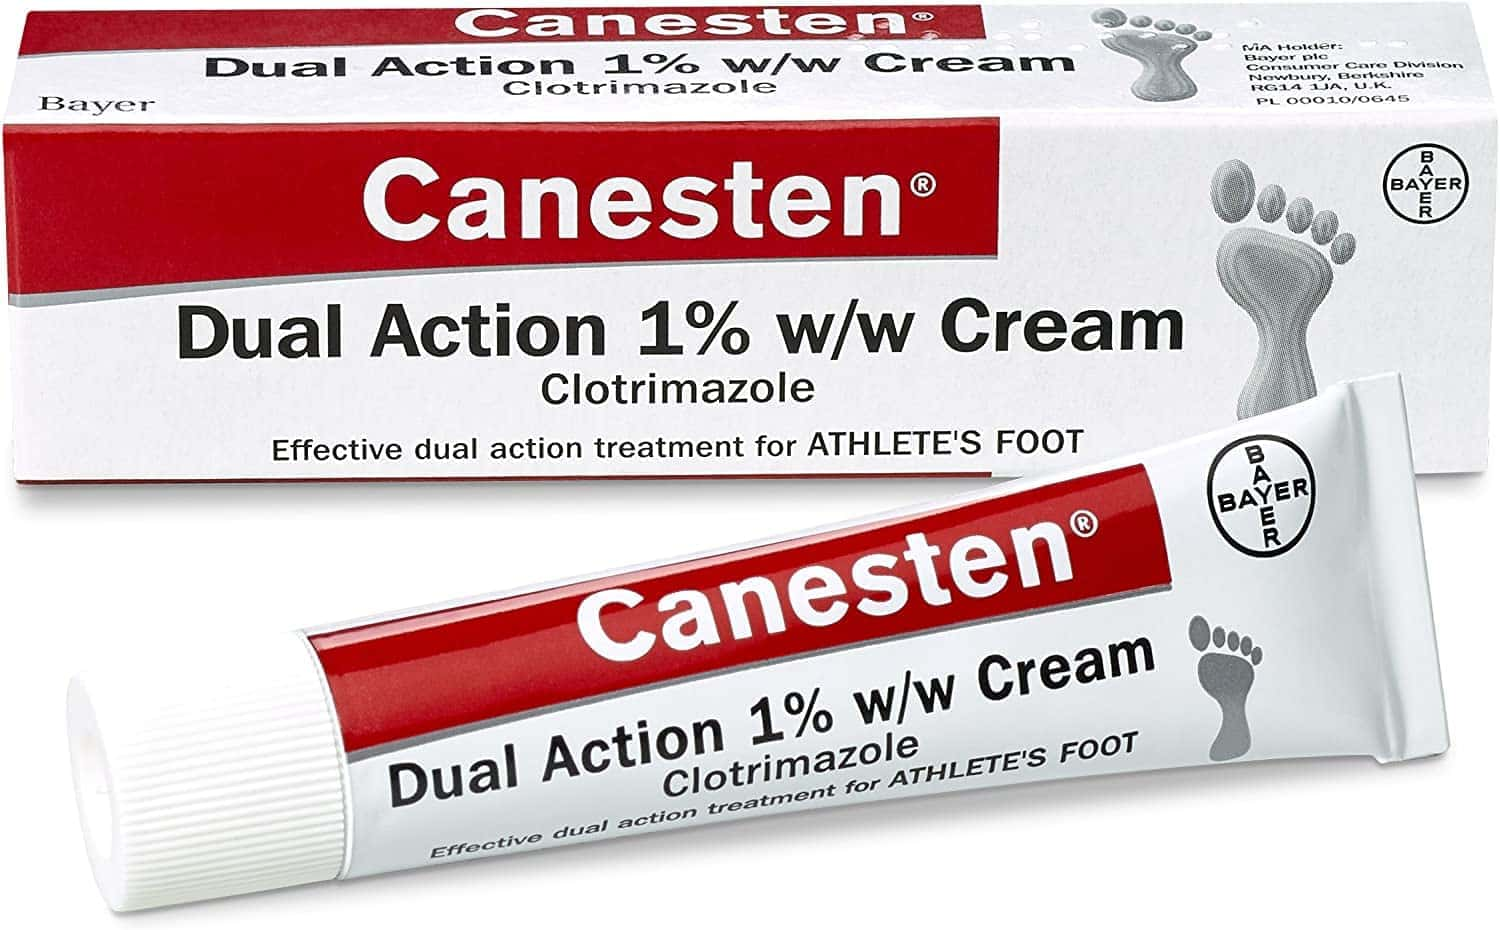 Canesten®
Dual Action 1% w/w Cream
Clotrimazole
Bayer
MA Holder:
Bayer plc
Consumer Care Division
Newbury, Berkshire
RG14 1JA, U.K.
PL 00010/0645
Canesten®
BAYER
BAYER
Dual Action 1% w/w Cream
Clotrimazole
Effective dual action treatment for ATHLETE'S FOOT
BAYER
BAYER
Canesten®
Dual Action 1% w/w Cream
Clotrimazole
Effective dual action treatment for ATHLETE'S FOOT